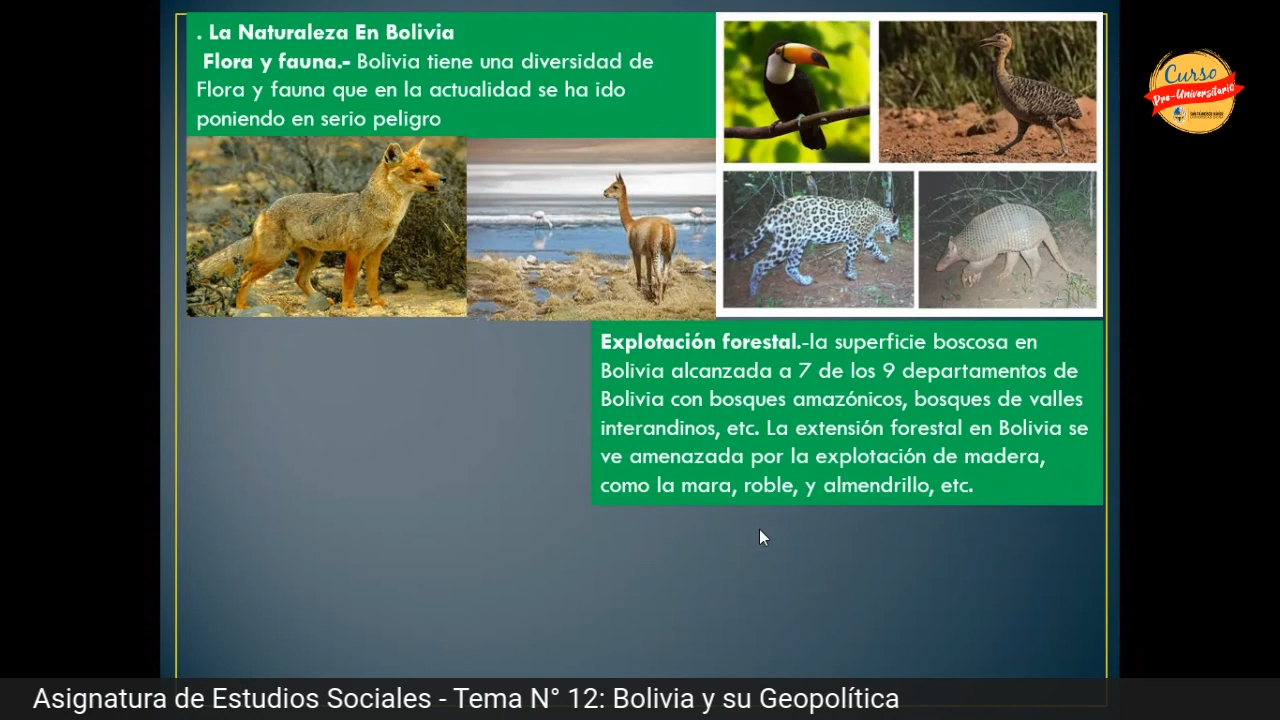 . La Naturaleza En Bolivia
Flora y fauna.- Bolivia tiene una diversidad de
Flora y fauna que en la actualidad se ha ido
poniendo en serio peligro
Curso
Pre-Universitario
Explotación forestal.-la superficie boscosa en
Bolivia alcanzada a 7 de los 9 departamentos de
Bolivia con bosques amazónicos, bosques de valles
interandinos, etc. La extensión forestal en Bolivia se
ve amenazada por la explotación de madera,
como la mara, roble, y almendrillo, etc.
Asignatura de Estudios Sociales - Tema N° 12: Bolivia y su Geopolítica